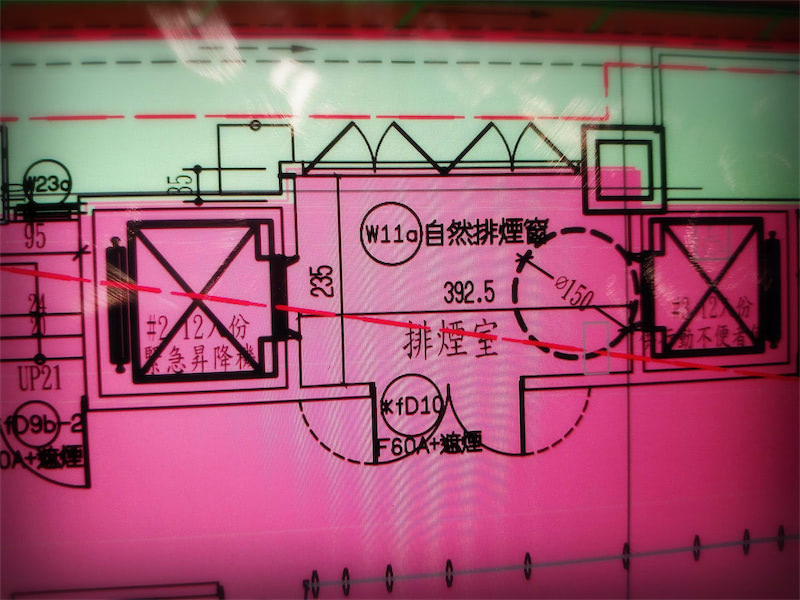 W23a
35
95
W11a 自然排煙窗
235
392.5
⌀150
排煙室
#2 12人份
緊急昇降機
#3 12人份
行動不便者
24
20
UP21
fD9b-2
0A+遮煙
*fD10
F60A+遮煙